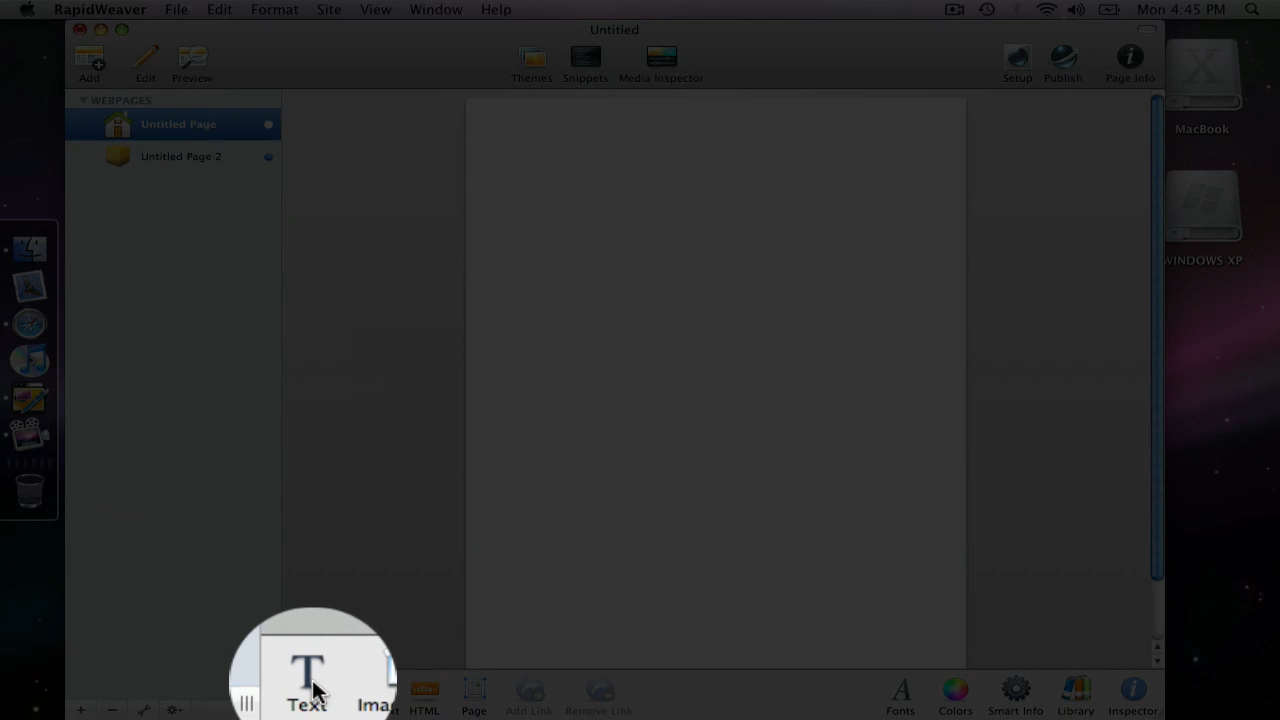 RapidWeaver File Edit Format Site View Window Help Mon 4:45 PM
Untitled
Add Edit Preview Themes Snippets Media Inspector Setup Publish Page Info
WEBPAGES
Untitled Page
Untitled Page 2
MacBook
WINDOWS XP
Text Ima HTML Page Add Link Remove Link Fonts Colors Smart Info Library Inspector